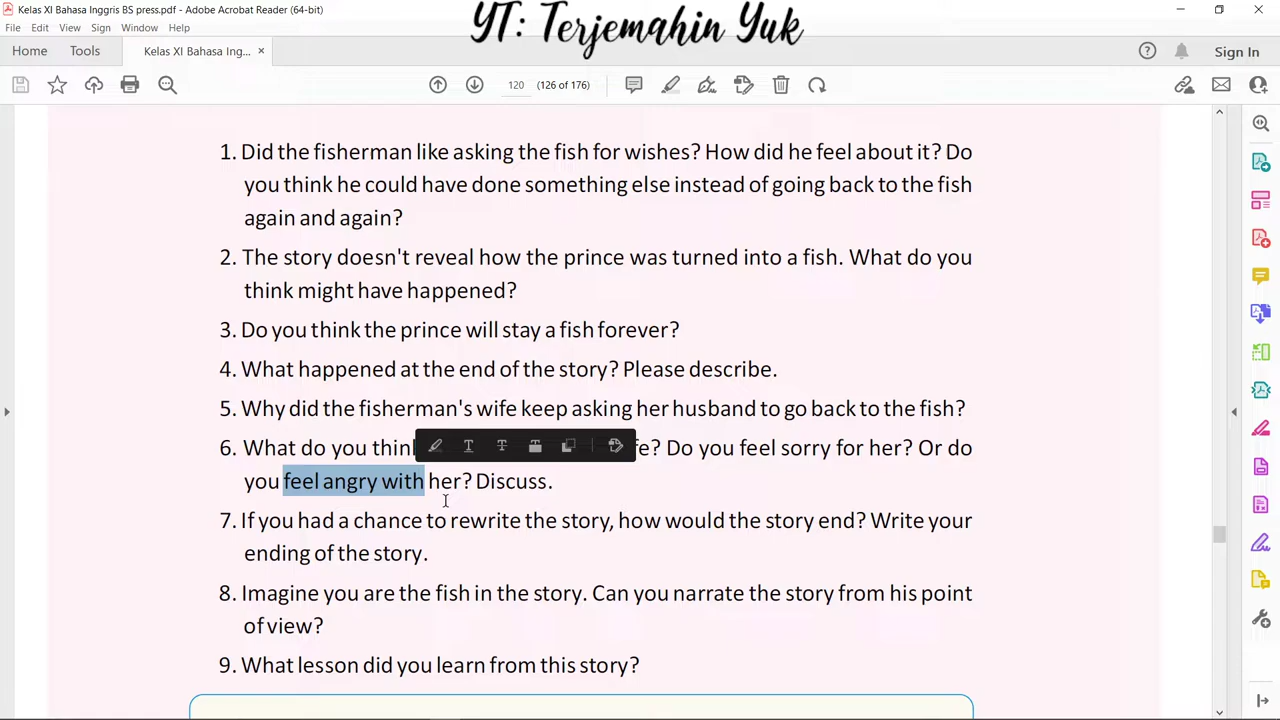 Kelas XI Bahasa Inggris BS press.pdf - Adobe Acrobat Reader (64-bit)
YT: Terjemahin Yuk
File Edit View Sign Window Help
Home Tools Kelas XI Bahasa Ing... × Sign In
120 (126 of 176)
1. Did the fisherman like asking the fish for wishes? How did he feel about it? Do
you think he could have done something else instead of going back to the fish
again and again?
2. The story doesn't reveal how the prince was turned into a fish. What do you
think might have happened?
3. Do you think the prince will stay a fish forever?
4. What happened at the end of the story? Please describe.
5. Why did the fisherman's wife keep asking her husband to go back to the fish?
6. What do you think fe? Do you feel sorry for her? Or do
you feel angry with her? Discuss.
7. If you had a chance to rewrite the story, how would the story end? Write your
ending of the story.
8. Imagine you are the fish in the story. Can you narrate the story from his point
of view?
9. What lesson did you learn from this story?